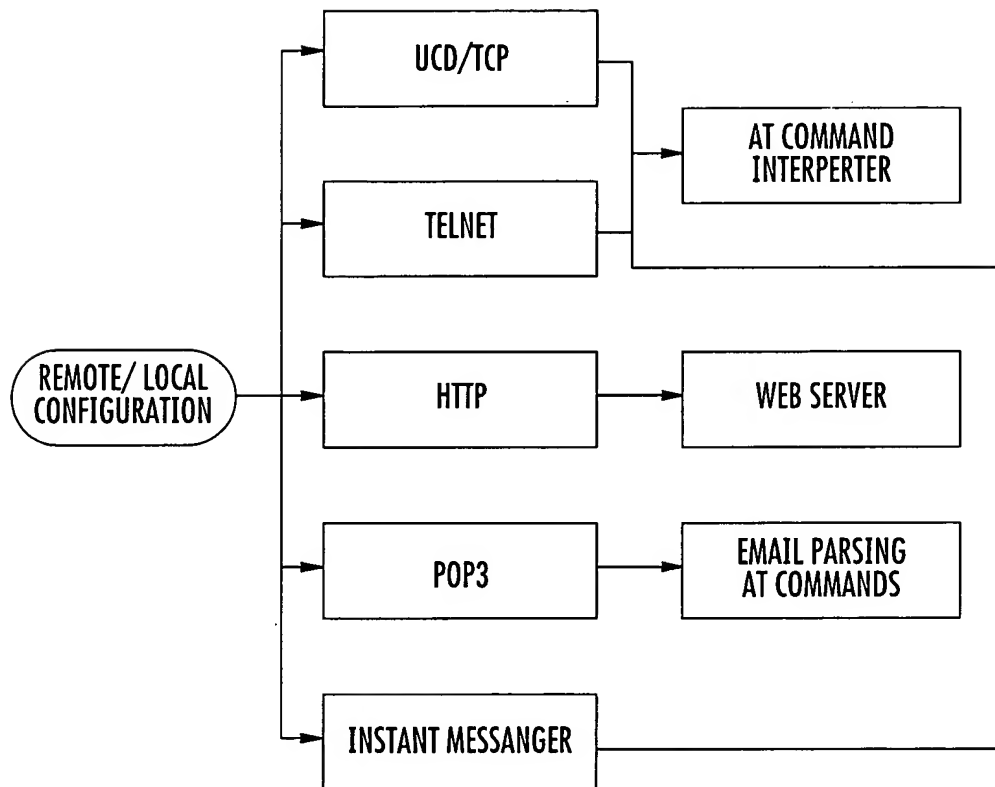 UCD/TCP
AT COMMAND
INTERPERTER
TELNET
REMOTE/ LOCAL
CONFIGURATION
HTTP
WEB SERVER
POP3
EMAIL PARSING
AT COMMANDS
INSTANT MESSANGER